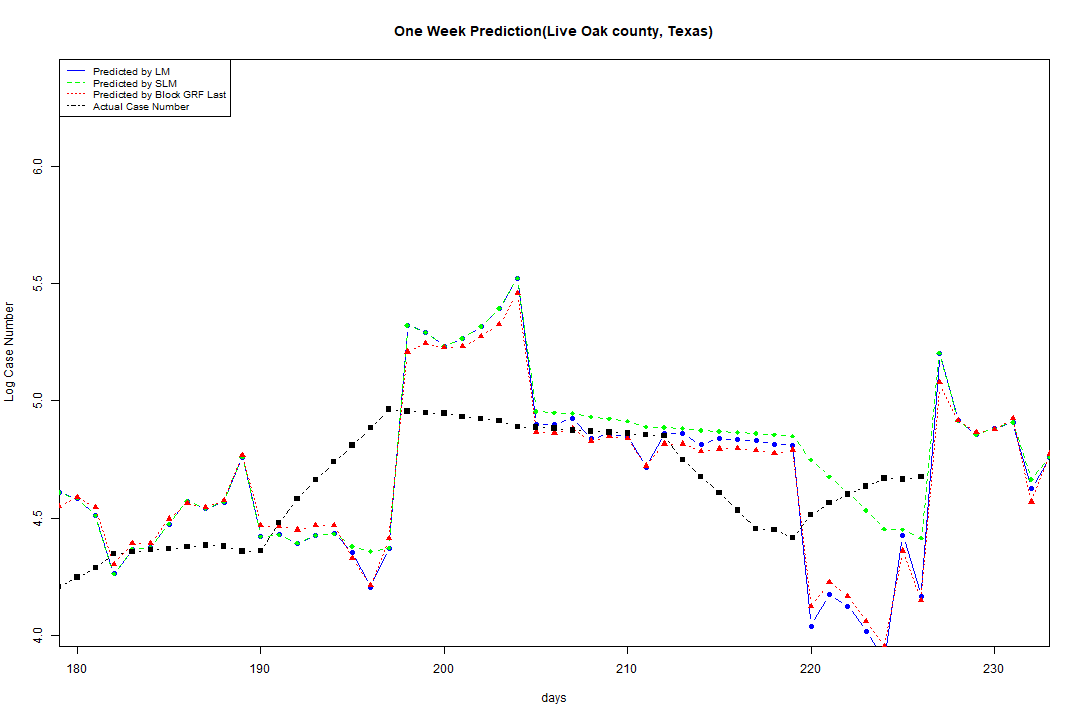 One Week Prediction(Live Oak county, Texas)
Predicted by LM
Predicted by SLM
Predicted by Block GRF Last
Actual Case Number
6.0
5.5
5.0
4.5
4.0
Log Case Number
180 190 200 210 220 230
days